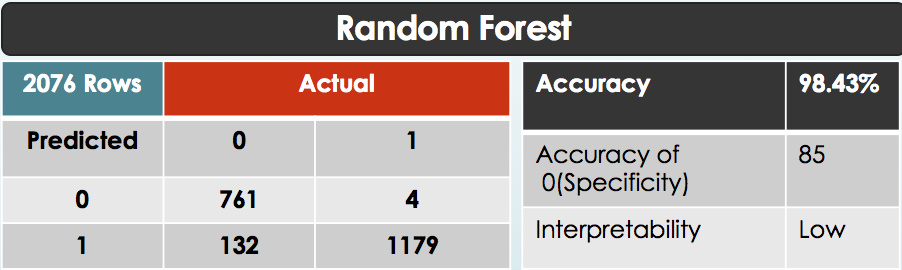 Random Forest
2076 Rows Actual
Predicted 0 1
0 761 4
1 132 1179
Accuracy 98.43%
Accuracy of 85
0(Specificity)
Interpretability Low